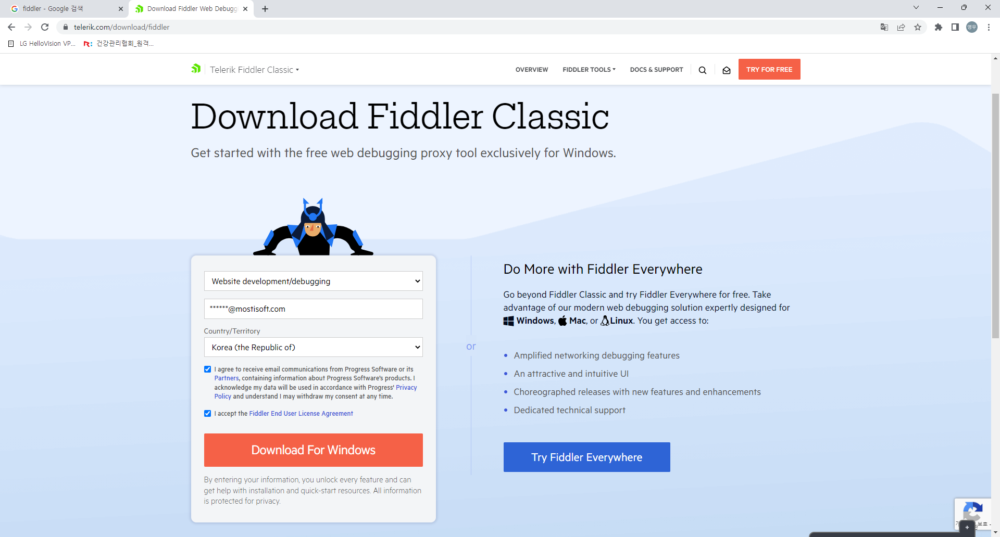 fiddler - Google 검색
Download Fiddler Web Debugg
telerik.com/download/fiddler
영우
LG HelloVision VP...
건강관리협회_원격...
Telerik Fiddler Classic
OVERVIEW
FIDDLER TOOLS
DOCS & SUPPORT
TRY FOR FREE
Download Fiddler Classic
Get started with the free web debugging proxy tool exclusively for Windows.
Website development/debugging
******@mostisoft.com
Country/Territory
Korea (the Republic of)
I agree to receive email communications from Progress Software or its
Partners, containing information about Progress Software's products. I
acknowledge my data will be used in accordance with Progress' Privacy
Policy and understand I may withdraw my consent at any time.
I accept the Fiddler End User License Agreement
Download For Windows
By entering your information, you unlock every feature and can
get help with installation and quick-start resources. All information
is protected for privacy.
or
Do More with Fiddler Everywhere
Go beyond Fiddler Classic and try Fiddler Everywhere for free. Take
advantage of our modern web debugging solution expertly designed for
Windows, Mac, or Linux. You get access to:
Amplified networking debugging features
An attractive and intuitive UI
Choreographed releases with new features and enhancements
Dedicated technical support
Try Fiddler Everywhere